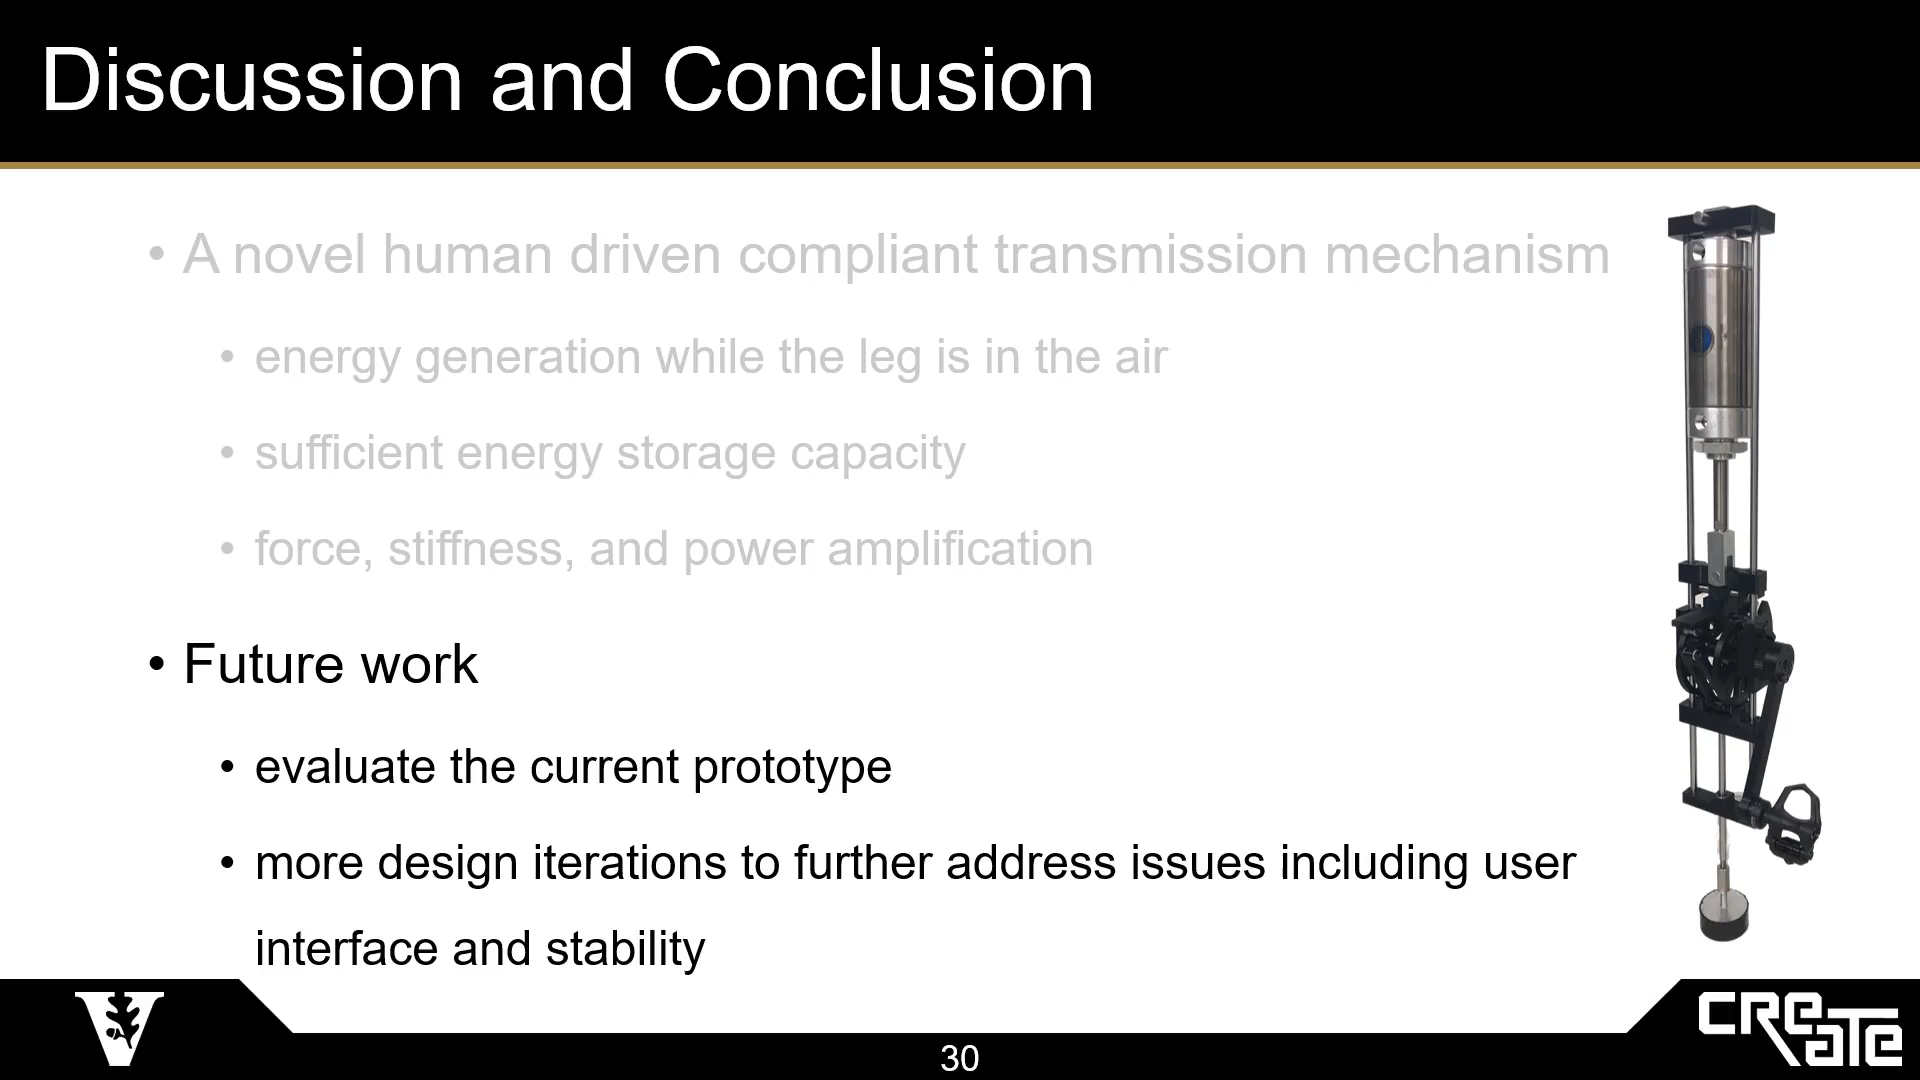 Discussion and Conclusion
• A novel human driven compliant transmission mechanism
• energy generation while the leg is in the air
• sufficient energy storage capacity
• force, stiffness, and power amplification
• Future work
• evaluate the current prototype
• more design iterations to further address issues including user
interface and stability
V
30
CREATE